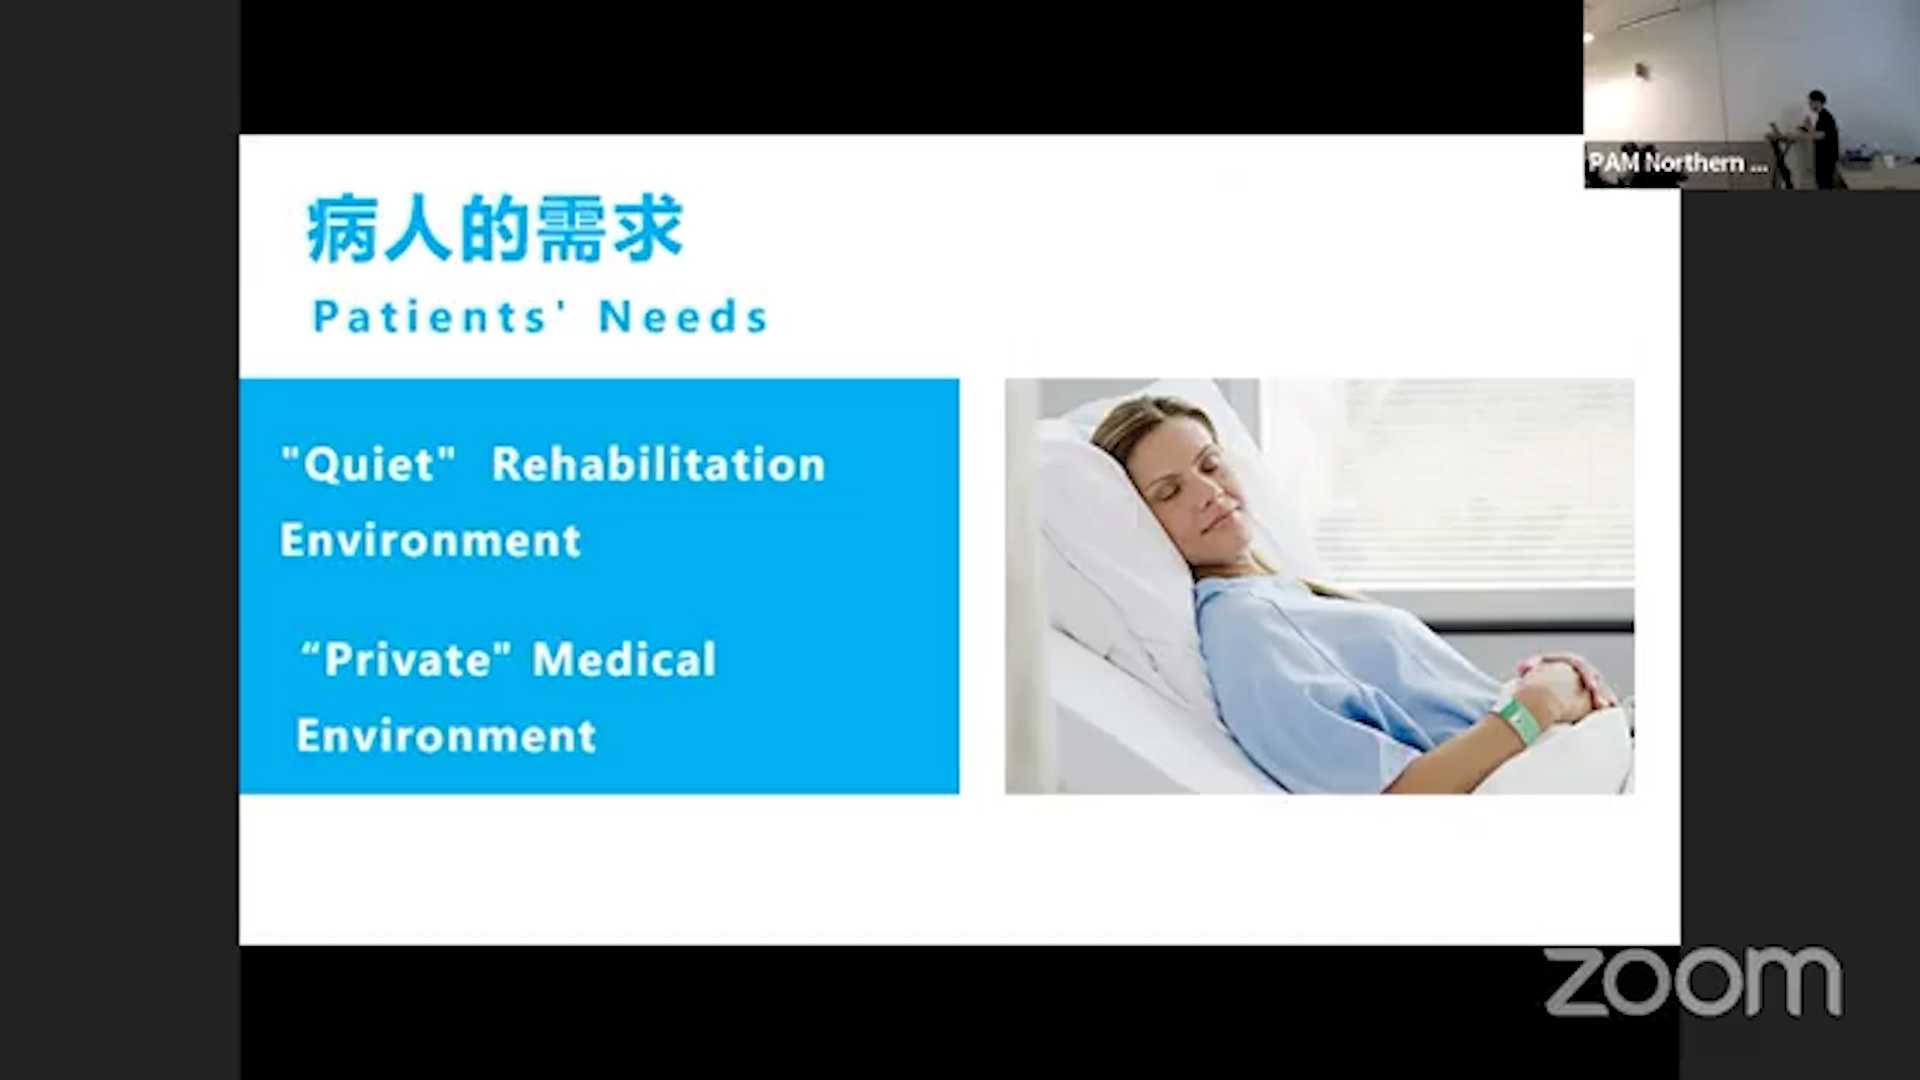 病人的需求
Patients' Needs
"Quiet" Rehabilitation
Environment
“Private" Medical
Environment
PAM Northern ...
zoom